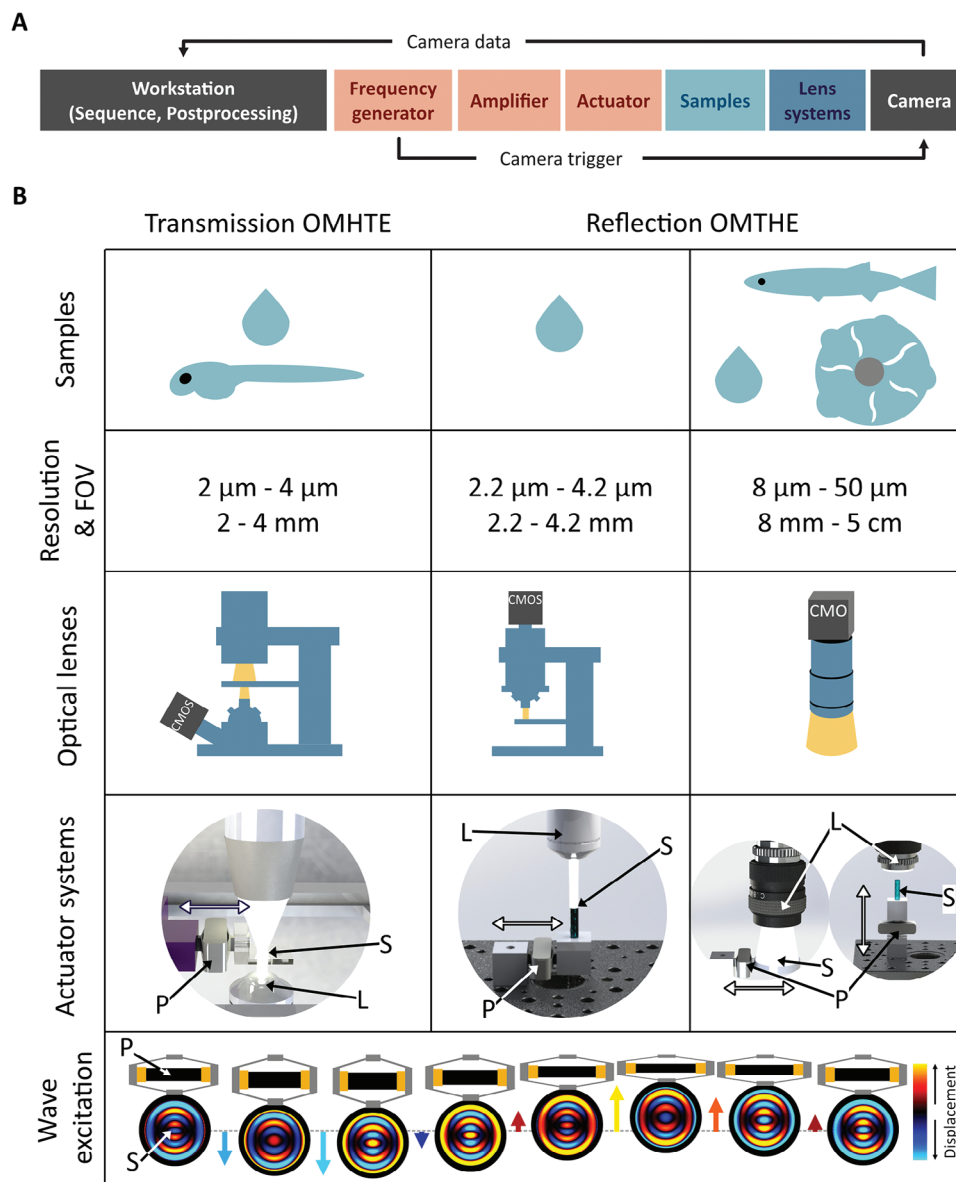 A
Camera data
Workstation
(Sequence, Postprocessing)
Frequency
generator
Amplifier
Actuator
Samples
Lens
systems
Camera
Camera trigger
B
Transmission OMHTE
Reflection OMTHE
Samples
Resolution
& FOV
2 µm - 4 µm
2 - 4 mm
2.2 µm - 4.2 µm
2.2 - 4.2 mm
8 µm - 50 µm
8 mm - 5 cm
Optical lenses
CMOS
CMOS
CMO
Actuator systems
S
P
L
L
S
P
L
S
S
P
Wave
excitation
P
S
Displacement